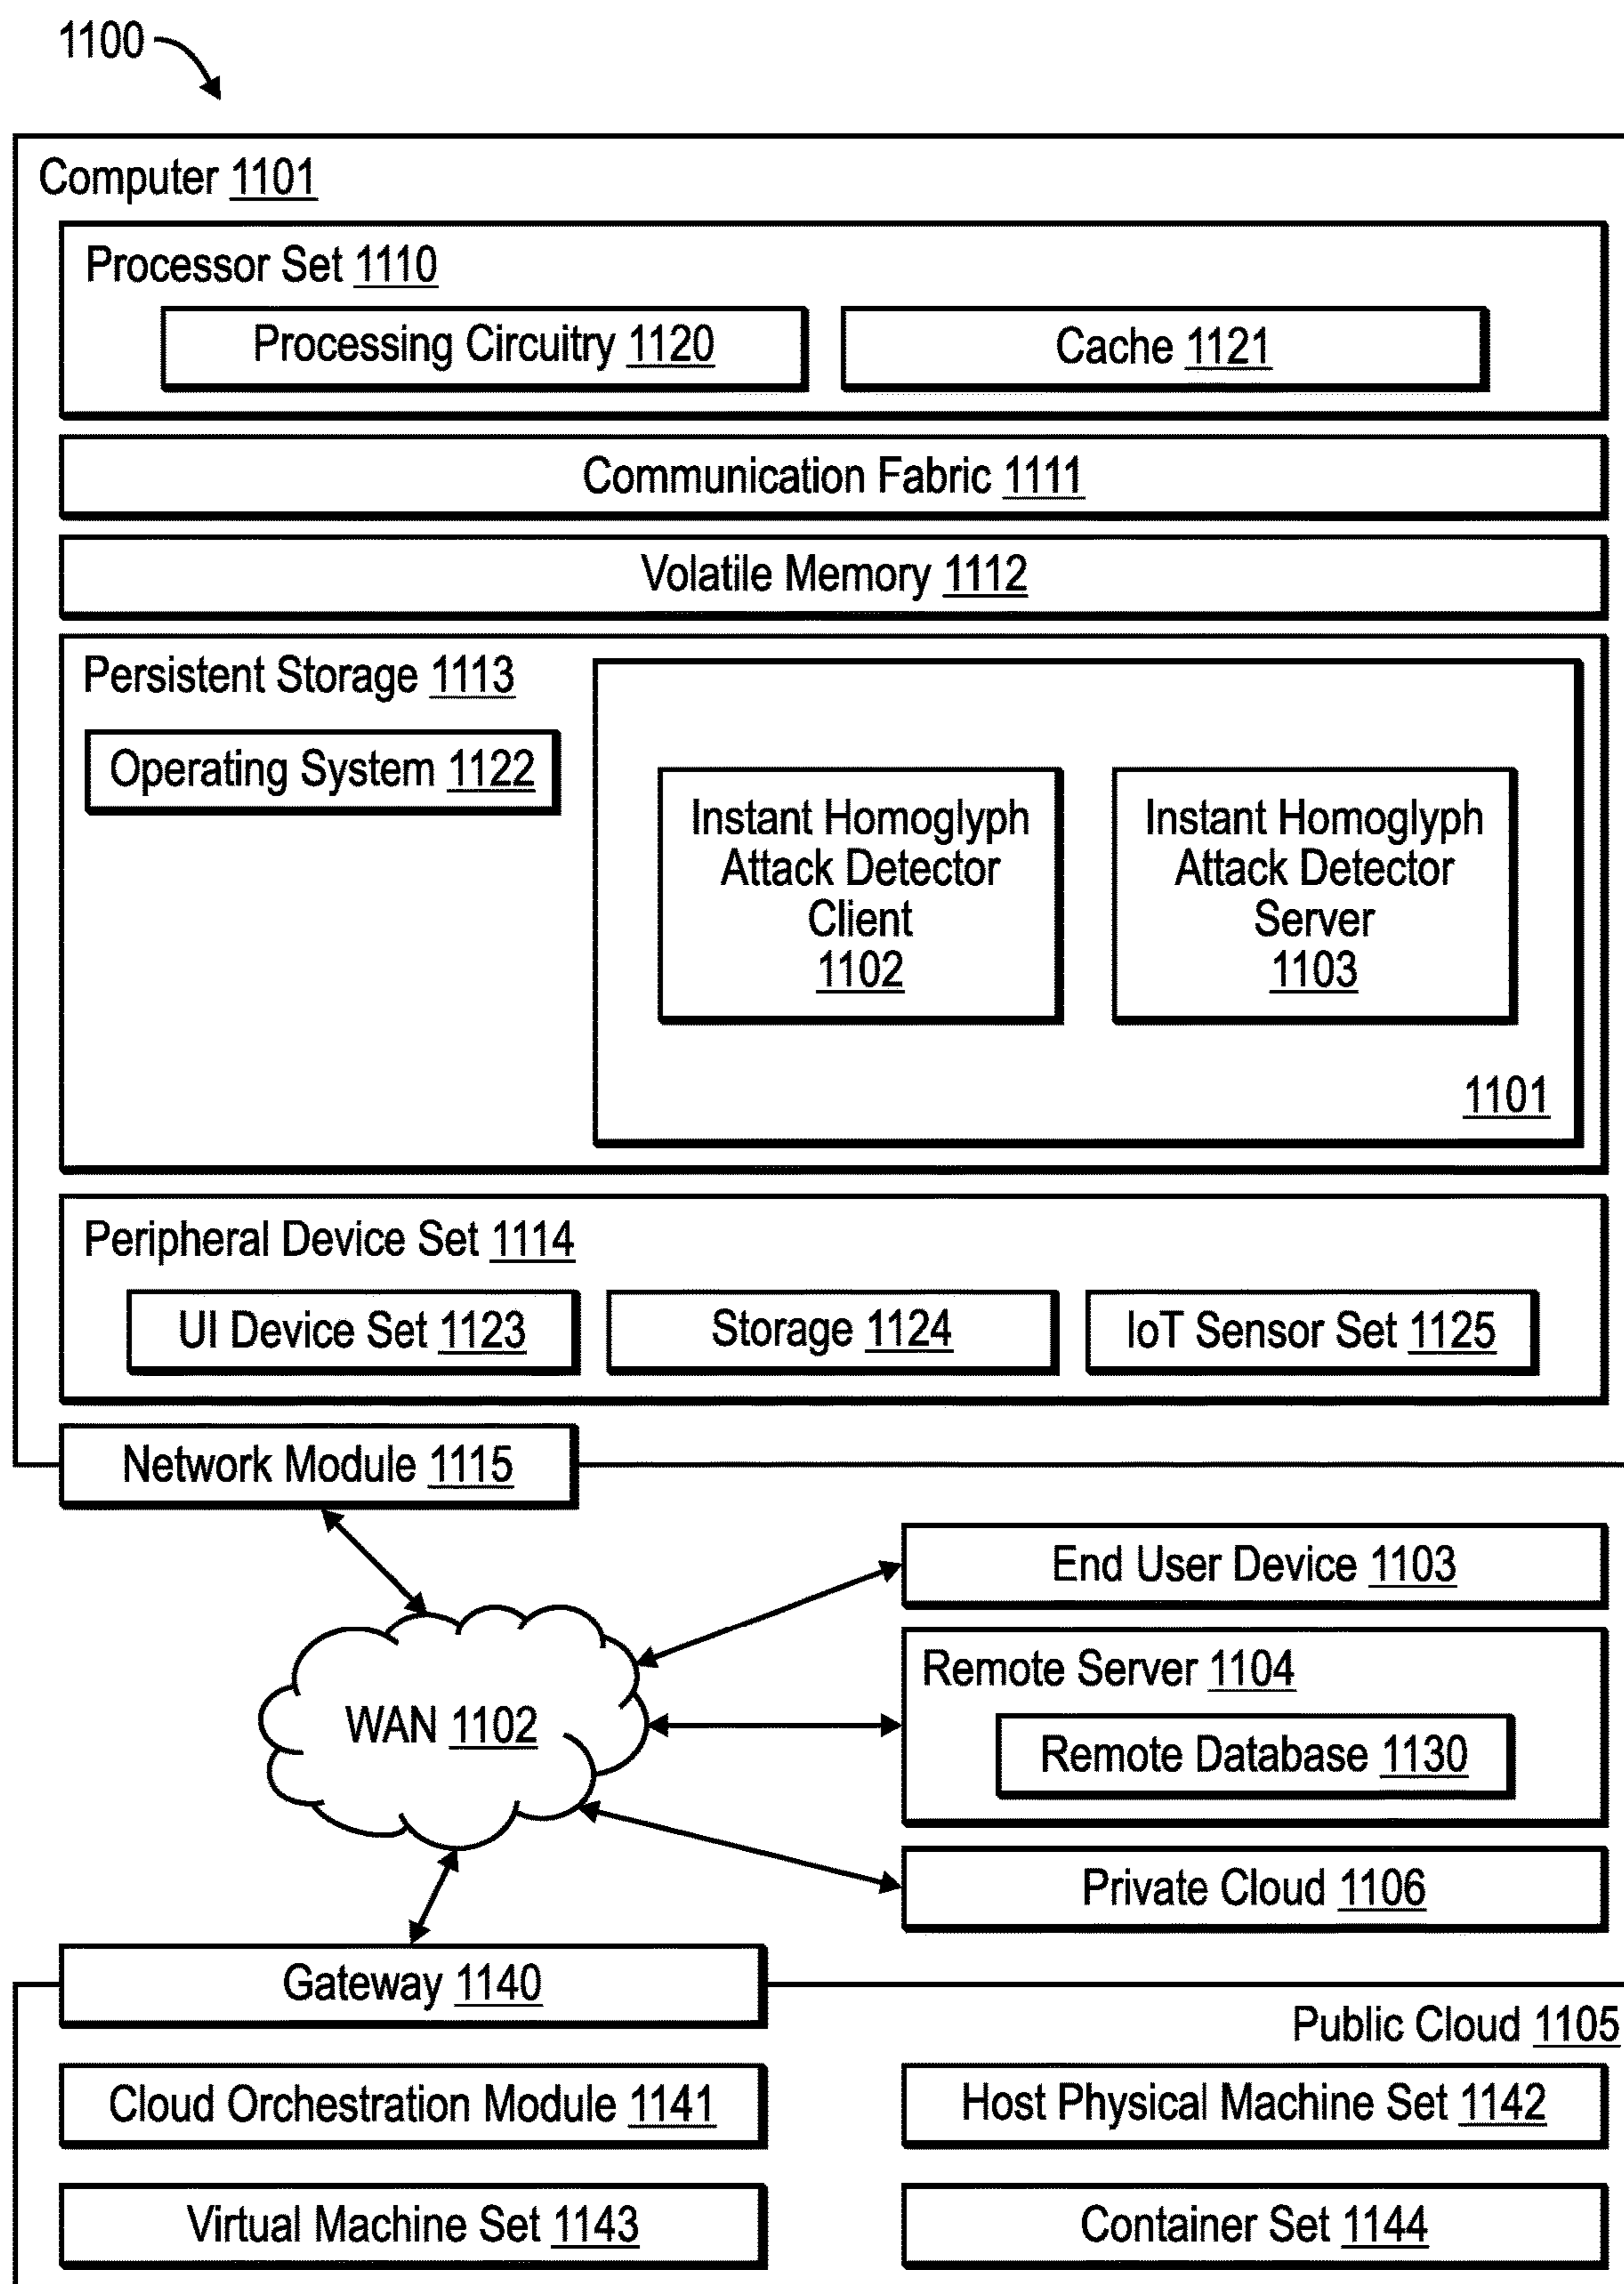 1100
Computer 1101
Processor Set 1110
Processing Circuitry 1120
Cache 1121
Communication Fabric 1111
Volatile Memory 1112
Persistent Storage 1113
Operating System 1122
Instant Homoglyph
Attack Detector
Client
1102
Instant Homoglyph
Attack Detector
Server
1103
1101
Peripheral Device Set 1114
UI Device Set 1123
Storage 1124
IoT Sensor Set 1125
Network Module 1115
End User Device 1103
Remote Server 1104
WAN 1102
Remote Database 1130
Private Cloud 1106
Gateway 1140
Public Cloud 1105
Cloud Orchestration Module 1141
Host Physical Machine Set 1142
Virtual Machine Set 1143
Container Set 1144